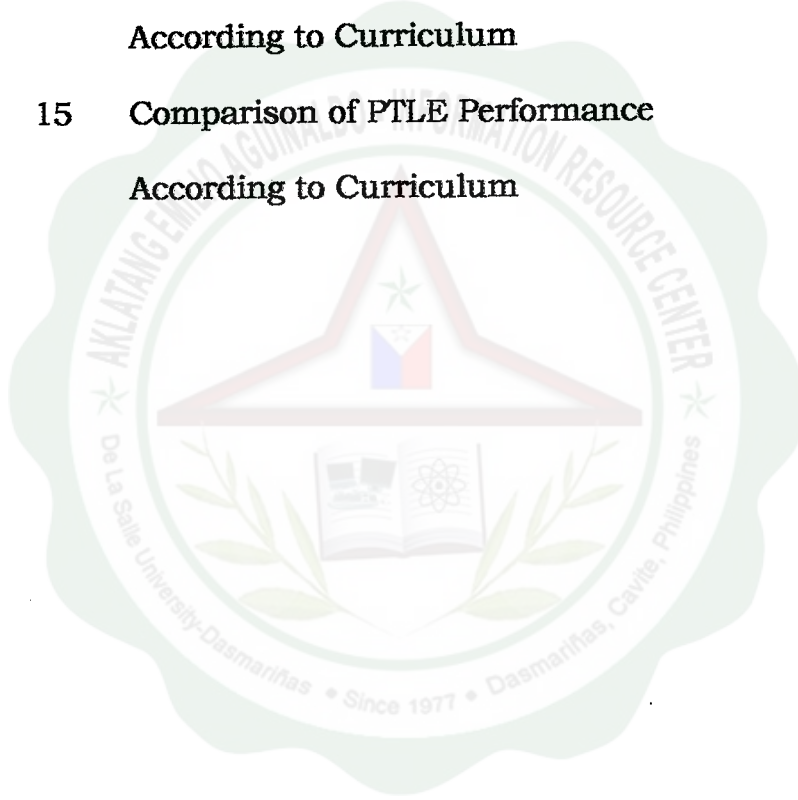 According to Curriculum
15 Comparison of PTLE Performance
According to Curriculum
AKLATANG EMILIO AGUINALDO - INFORMATION RESOURCE CENTER
De La Salle University-Dasmariñas • Since 1977 • Dasmariñas, Cavite, Philippines